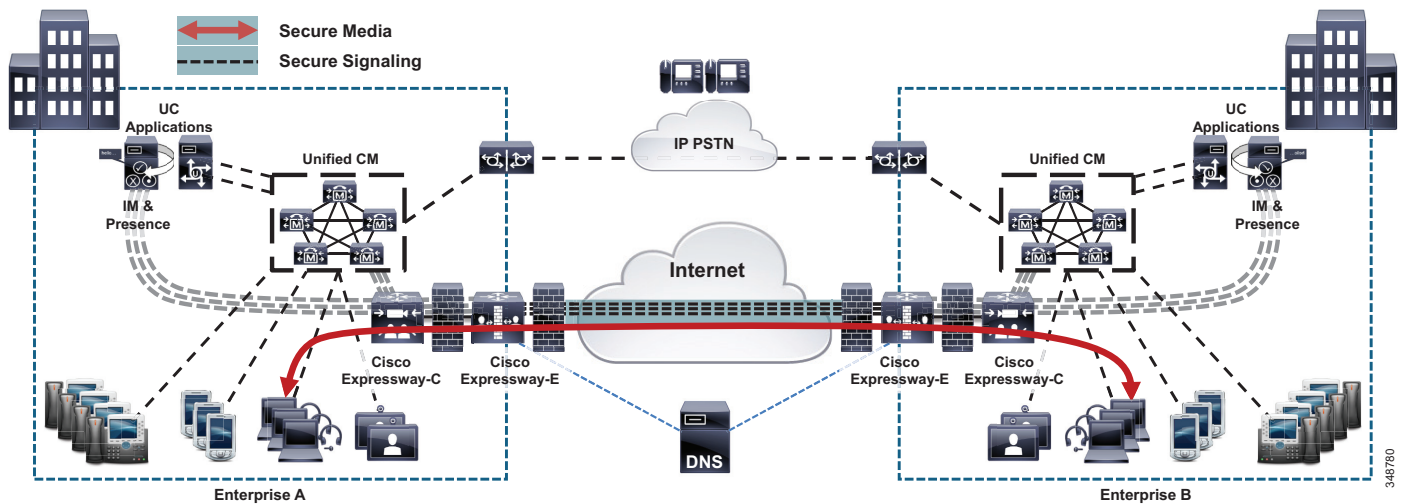 Secure Media
Secure Signaling
UC
Applications
IM &
Presence
Unified CM
IP PSTN
Internet
Unified CM
UC
Applications
IM &
Presence
Cisco
Expressway-C
Cisco
Expressway-E
Cisco
Expressway-E
Cisco
Expressway-C
DNS
M
M
M
M
M
M
M
M
M
M
Enterprise A
Enterprise B
348780